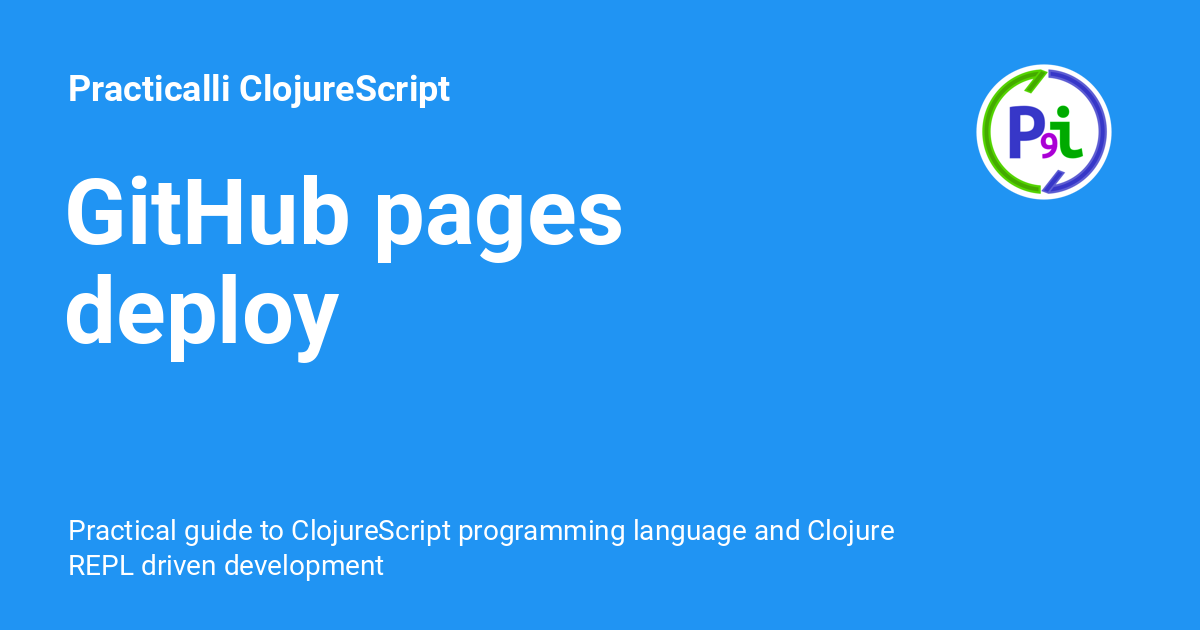 Practicalli ClojureScript
P9i
GitHub pages
deploy
Practical guide to ClojureScript programming language and Clojure
REPL driven development